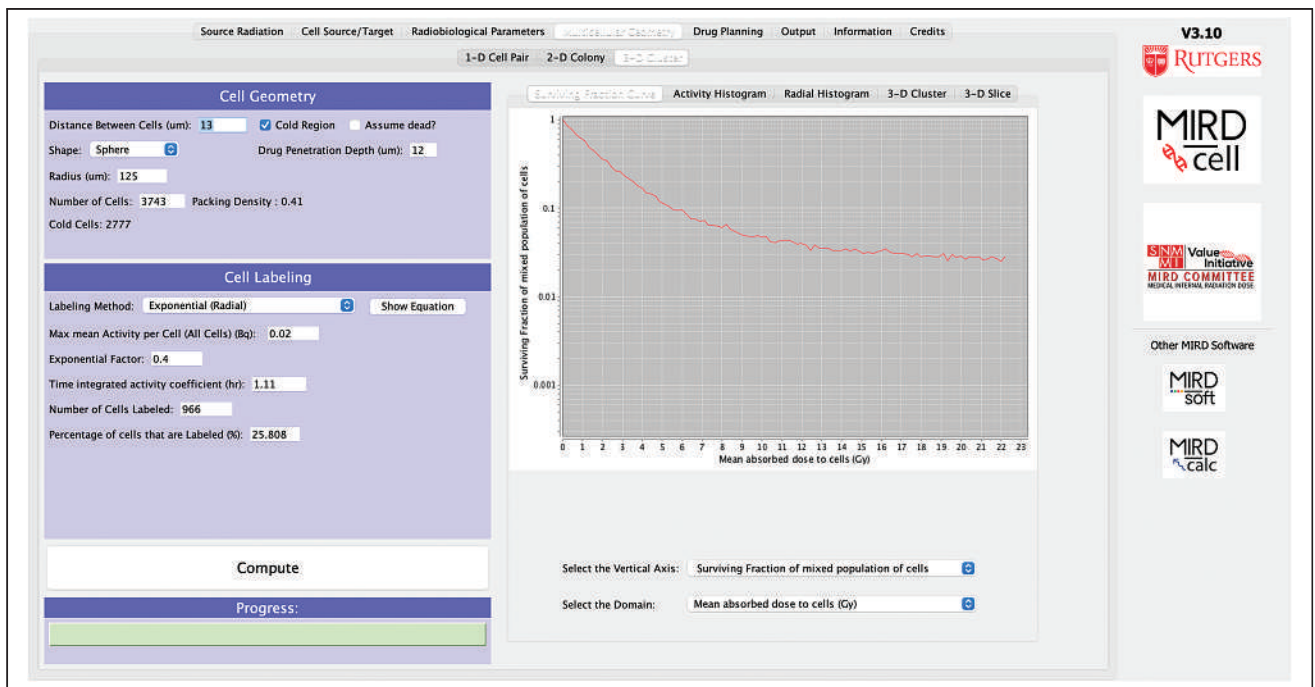 Source Radiation Cell Source/Target Radiobiological Parameters Multicellular Geometry Drug Planning Output Information Credits
1-D Cell Pair 2-D Colony 3-D Cluster
Cell Geometry
Distance Between Cells (um): 13 Cold Region Assume dead?
Shape: Sphere Drug Penetration Depth (um): 12
Radius (um): 125
Number of Cells: 3743 Packing Density : 0.41
Cold Cells: 2777
Cell Labeling
Labeling Method: Exponential (Radial) Show Equation
Max mean Activity per Cell (All Cells) (Bq): 0.02
Exponential Factor: 0.4
Time integrated activity coefficient (hr): 1.11
Number of Cells Labeled: 966
Percentage of cells that are Labeled (%): 25.808
Compute
Progress:
Surviving Fraction Curve Activity Histogram Radial Histogram 3-D Cluster 3-D Slice
Surviving Fraction of mixed population of cells
1
0.1
0.01
0.001
0 1 2 3 4 5 6 7 8 9 10 11 12 13 14 15 16 17 18 19 20 21 22 23
Mean absorbed dose to cells (Gy)
Select the Vertical Axis: Surviving Fraction of mixed population of cells
Select the Domain: Mean absorbed dose to cells (Gy)
V3.10
RUTGERS
MIRD
cell
SNM
MI
Value
Initiative
MIRD COMMITTEE
MEDICAL INTERNAL RADIATION DOSE
Other MIRD Software
MIRD
soft
MIRD
calc